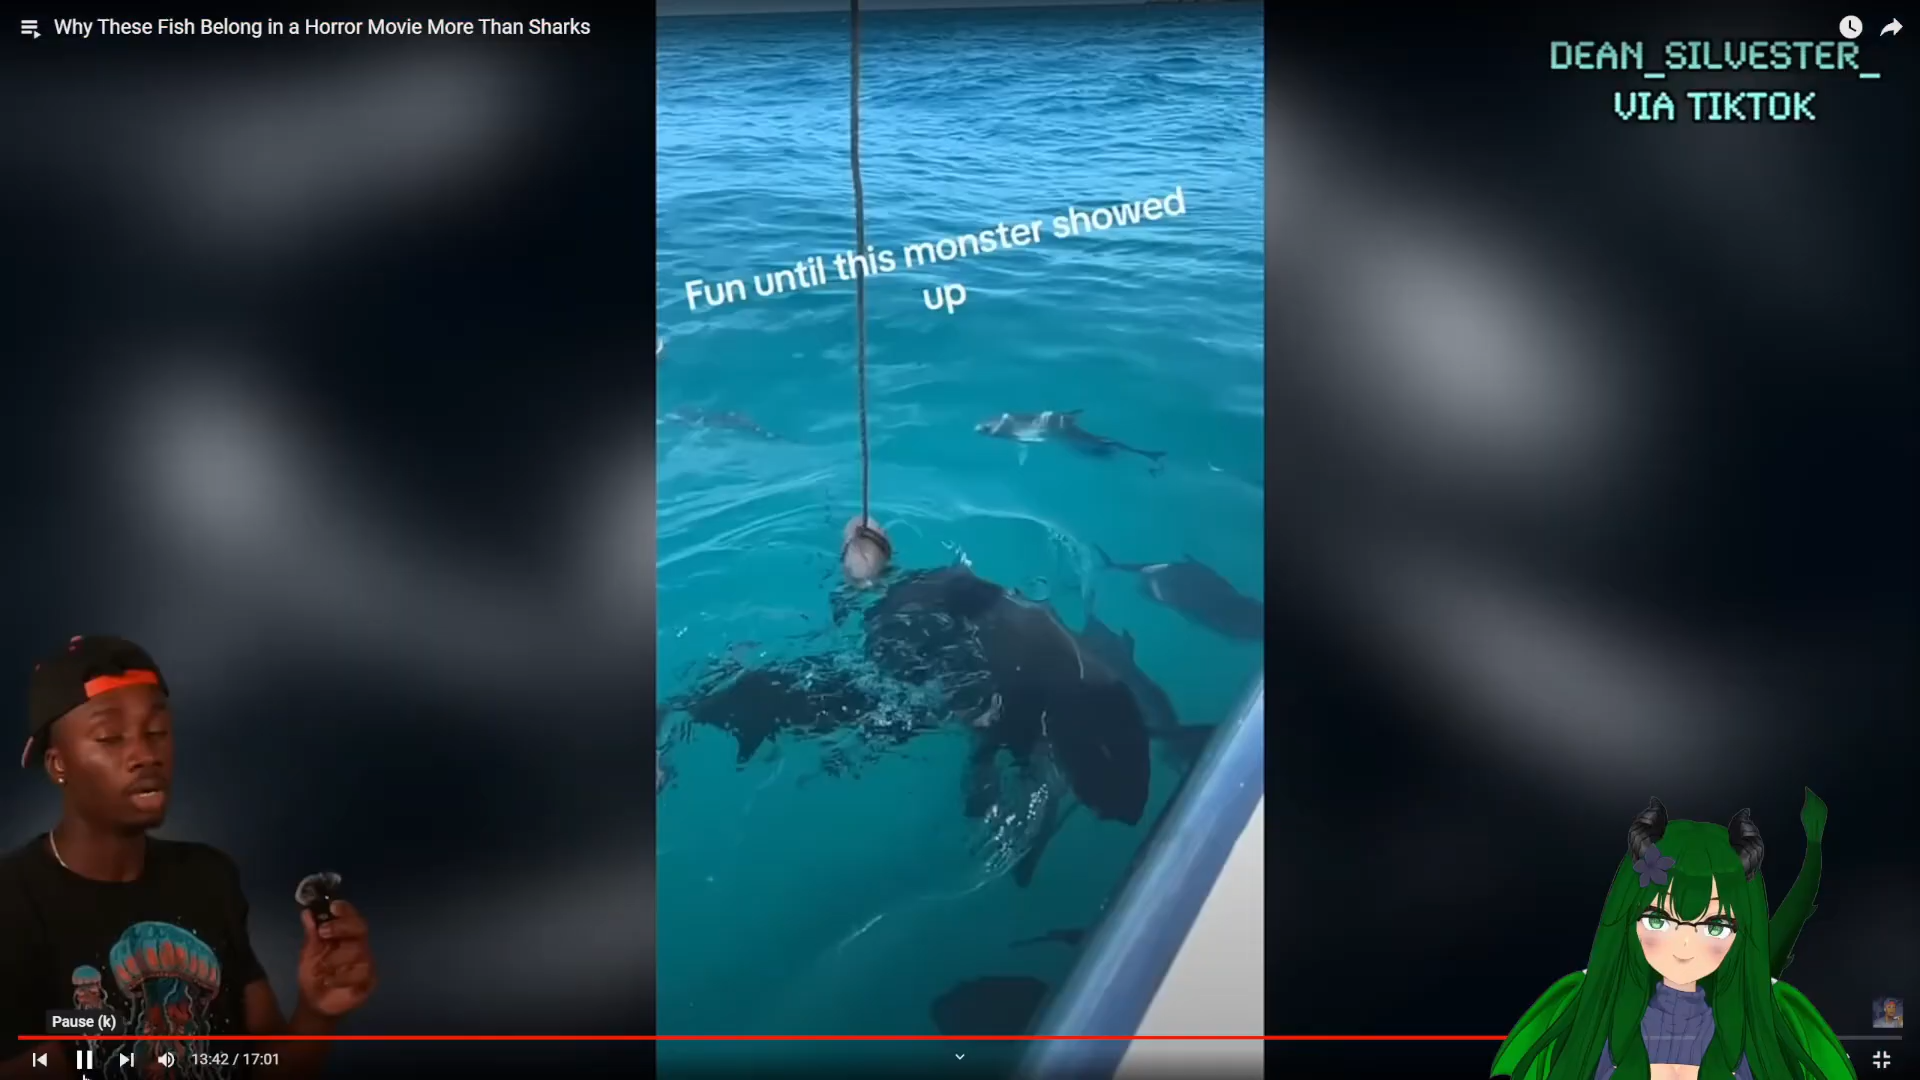 Why These Fish Belong in a Horror Movie More Than Sharks
DEAN_SILVESTER_
VIA TIKTOK
Fun until this monster showed
up
Pause (k)
13:42 / 17:01